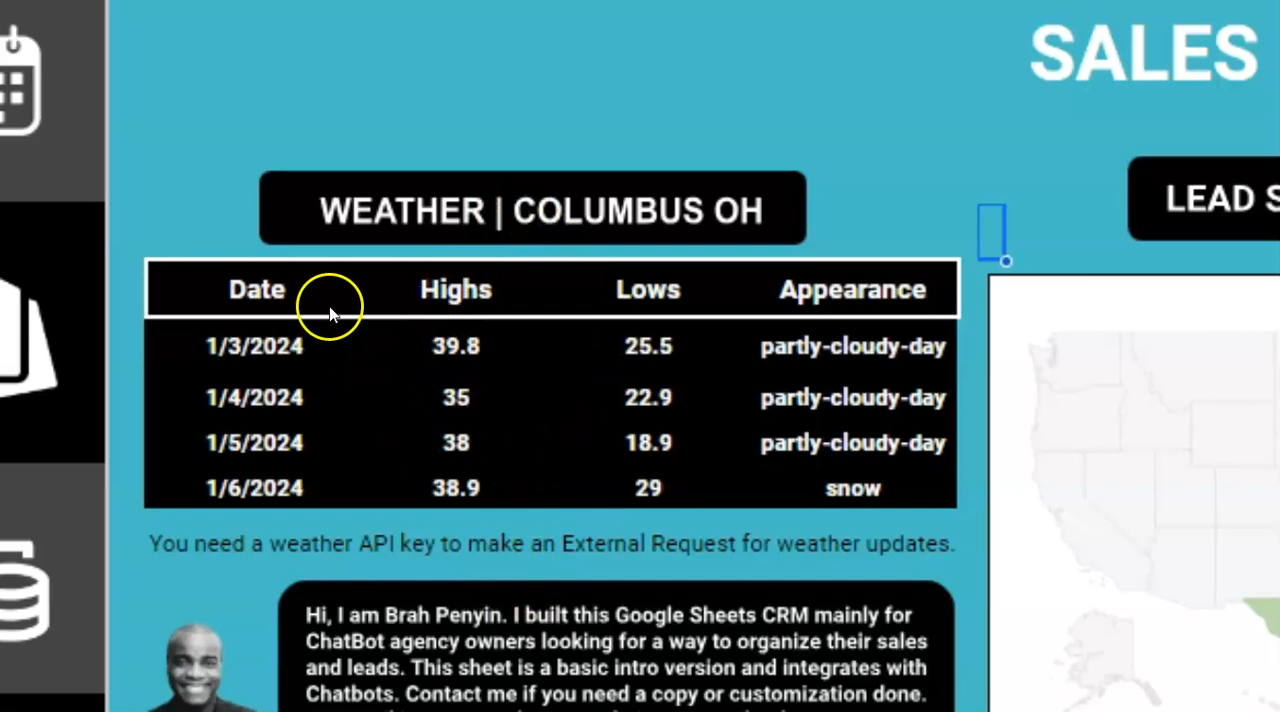 SALES
WEATHER | COLUMBUS OH
LEAD S
Date Highs Lows Appearance
1/3/2024 39.8 25.5 partly-cloudy-day
1/4/2024 35 22.9 partly-cloudy-day
1/5/2024 38 18.9 partly-cloudy-day
1/6/2024 38.9 29 snow
You need a weather API key to make an External Request for weather updates.
Hi, I am Brah Penyin. I built this Google Sheets CRM mainly for
ChatBot agency owners looking for a way to organize their sales
and leads. This sheet is a basic intro version and integrates with
Chatbots. Contact me if you need a copy or customization done.